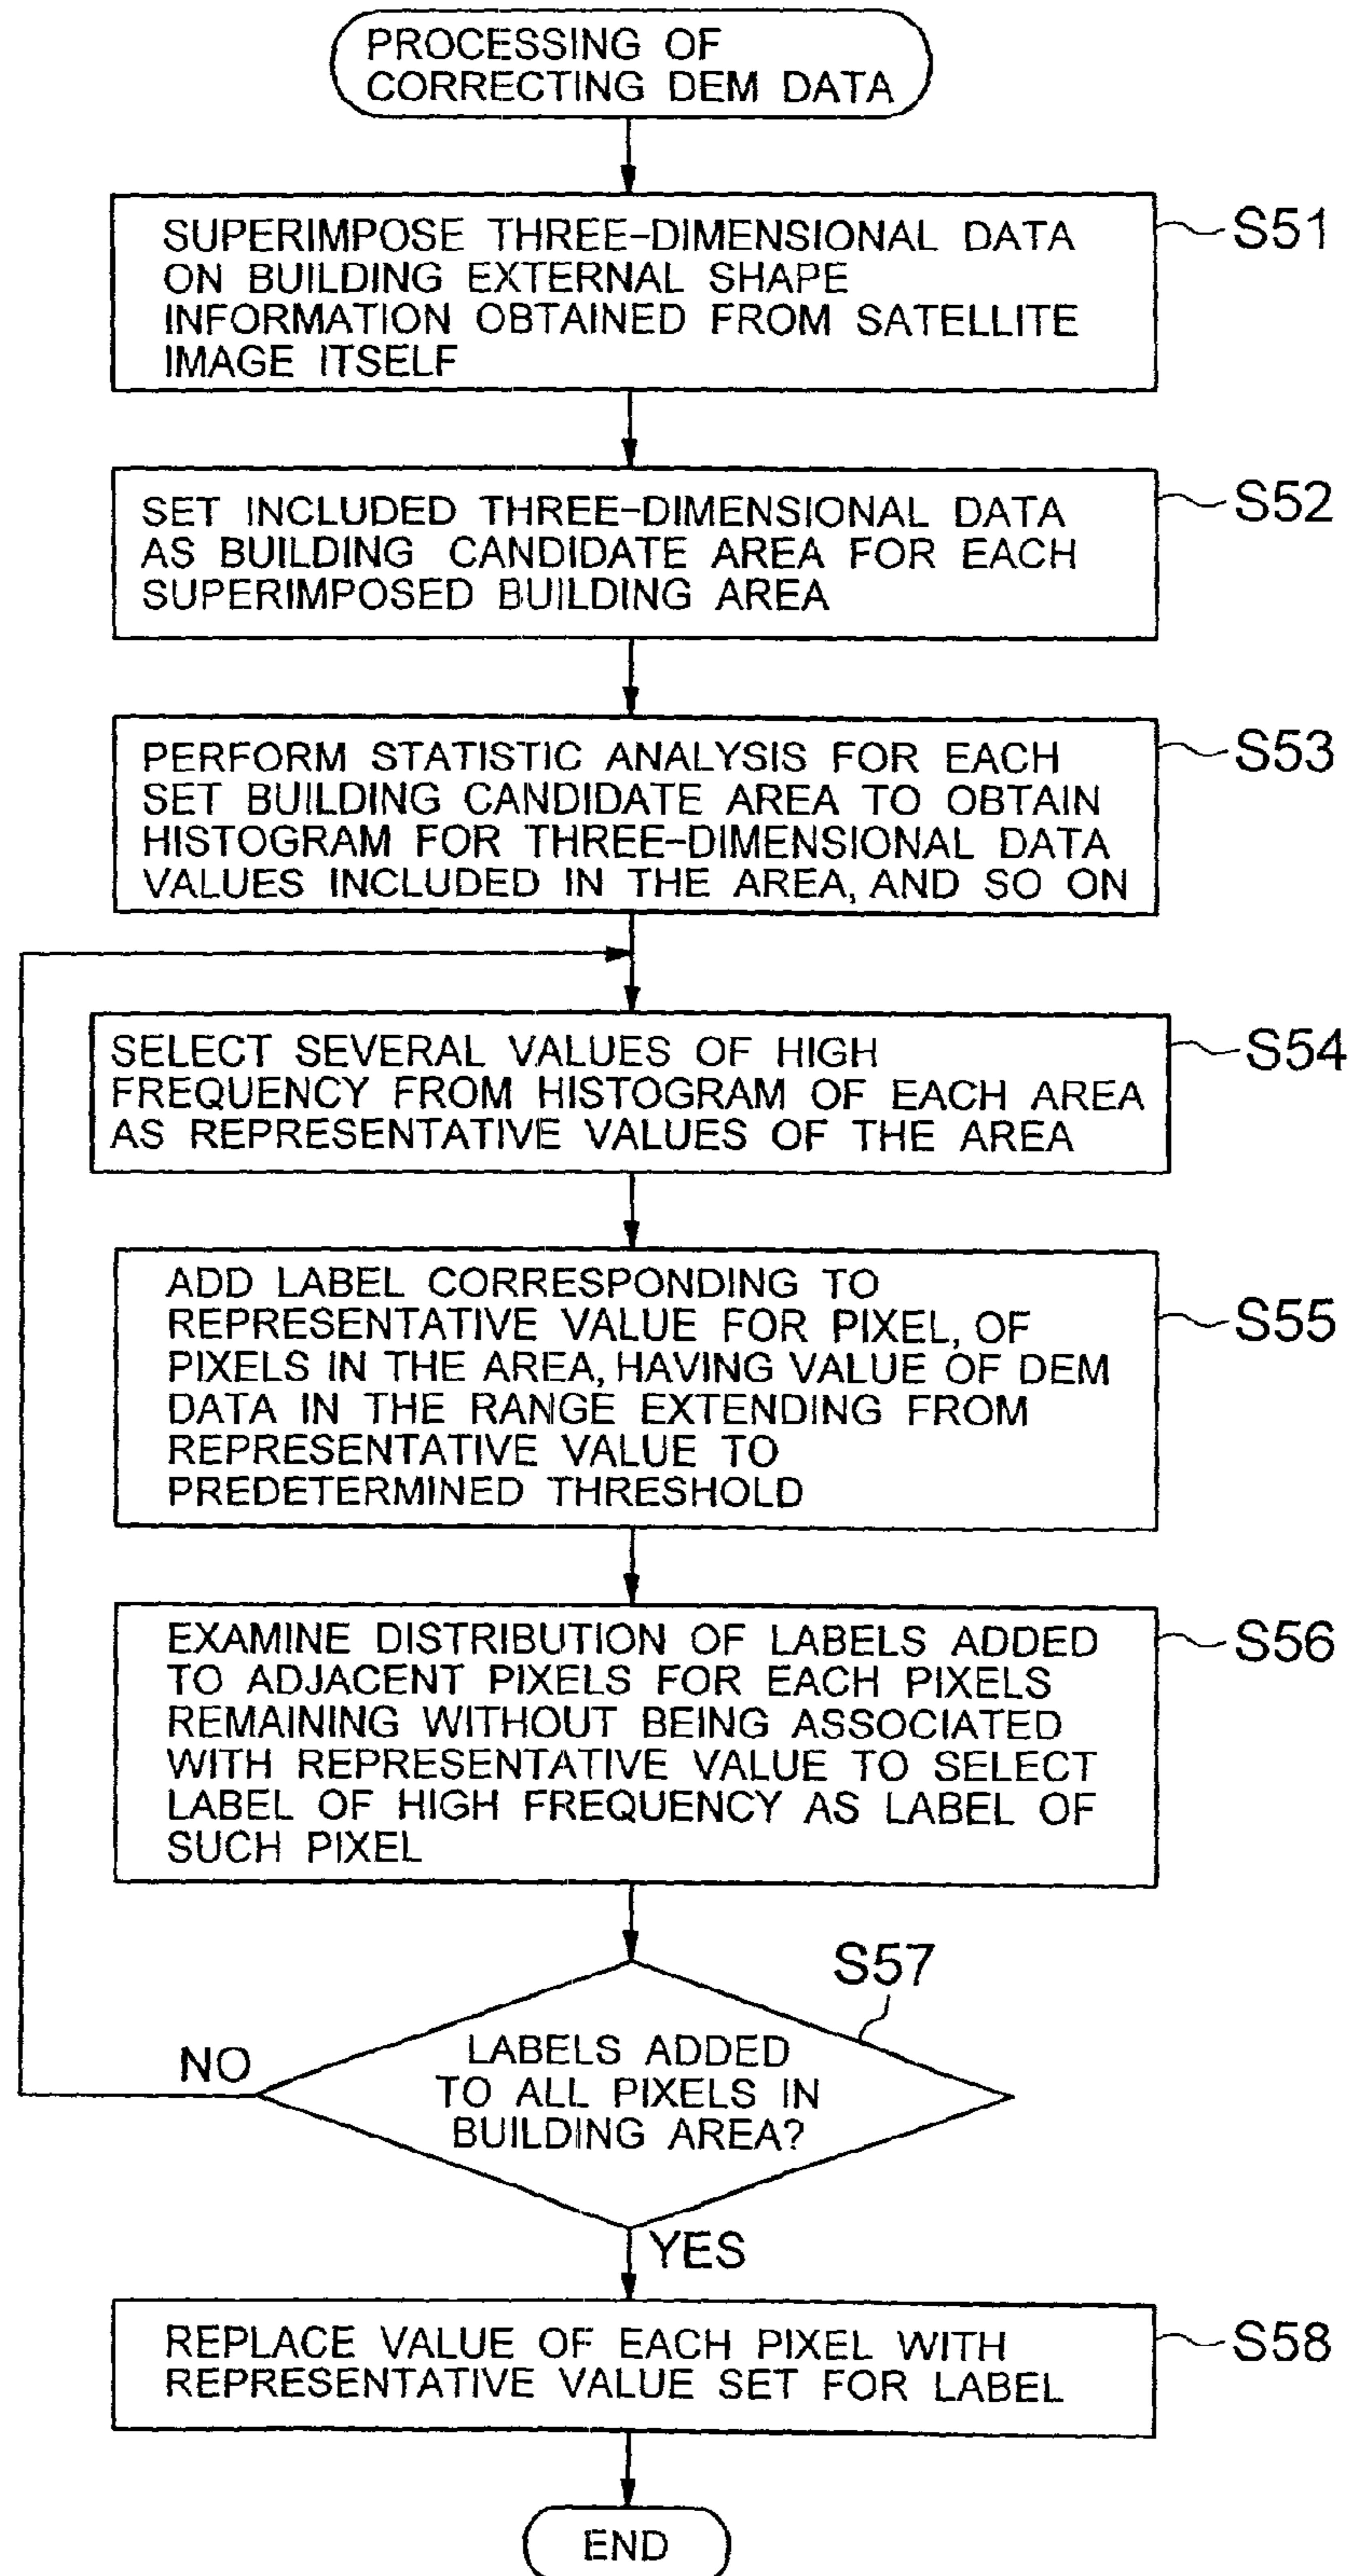 PROCESSING OF
CORRECTING DEM DATA
SUPERIMPOSE THREE-DIMENSIONAL DATA
ON BUILDING EXTERNAL SHAPE
INFORMATION OBTAINED FROM SATELLITE
IMAGE ITSELF
S51
SET INCLUDED THREE-DIMENSIONAL DATA
AS BUILDING CANDIDATE AREA FOR EACH
SUPERIMPOSED BUILDING AREA
S52
PERFORM STATISTIC ANALYSIS FOR EACH
SET BUILDING CANDIDATE AREA TO OBTAIN
HISTOGRAM FOR THREE-DIMENSIONAL DATA
VALUES INCLUDED IN THE AREA, AND SO ON
S53
SELECT SEVERAL VALUES OF HIGH
FREQUENCY FROM HISTOGRAM OF EACH AREA
AS REPRESENTATIVE VALUES OF THE AREA
S54
ADD LABEL CORRESPONDING TO
REPRESENTATIVE VALUE FOR PIXEL, OF
PIXELS IN THE AREA, HAVING VALUE OF DEM
DATA IN THE RANGE EXTENDING FROM
REPRESENTATIVE VALUE TO
PREDETERMINED THRESHOLD
S55
EXAMINE DISTRIBUTION OF LABELS ADDED
TO ADJACENT PIXELS FOR EACH PIXELS
REMAINING WITHOUT BEING ASSOCIATED
WITH REPRESENTATIVE VALUE TO SELECT
LABEL OF HIGH FREQUENCY AS LABEL OF
SUCH PIXEL
S56
S57
LABELS ADDED
TO ALL PIXELS IN
BUILDING AREA?
NO
YES
REPLACE VALUE OF EACH PIXEL WITH
REPRESENTATIVE VALUE SET FOR LABEL
S58
END